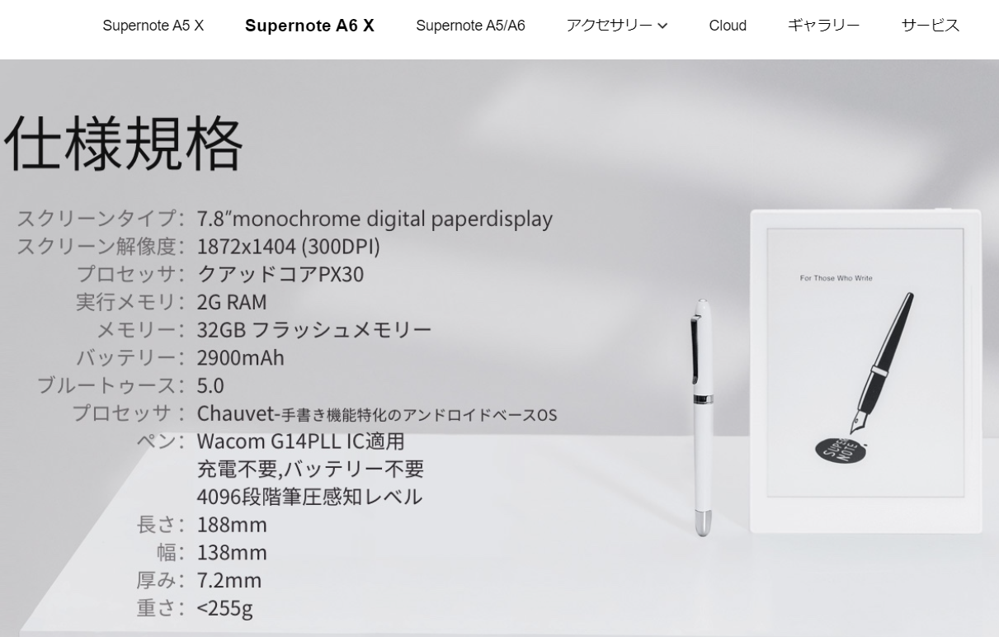 Supernote A5 X Supernote A6 X Supernote A5/A6 アクセサリー Cloud ギャラリー サービス
仕様規格
スクリーンタイプ： 7.8″monochrome digital paperdisplay
スクリーン解像度： 1872x1404 (300DPI)
プロセッサ： クアッドコアPX30
実行メモリ： 2G RAM
メモリー： 32GB フラッシュメモリー
バッテリー： 2900mAh
ブルートゥース： 5.0
プロセッサ ： Chauvet-手書き機能特化のアンドロイドベースOS
ペン： Wacom G14PLL IC適用
充電不要,バッテリー不要
4096段階筆圧感知レベル
長さ： 188mm
幅： 138mm
厚み： 7.2mm
重さ： <255g
For Those Who Write
SUPER
NOTE